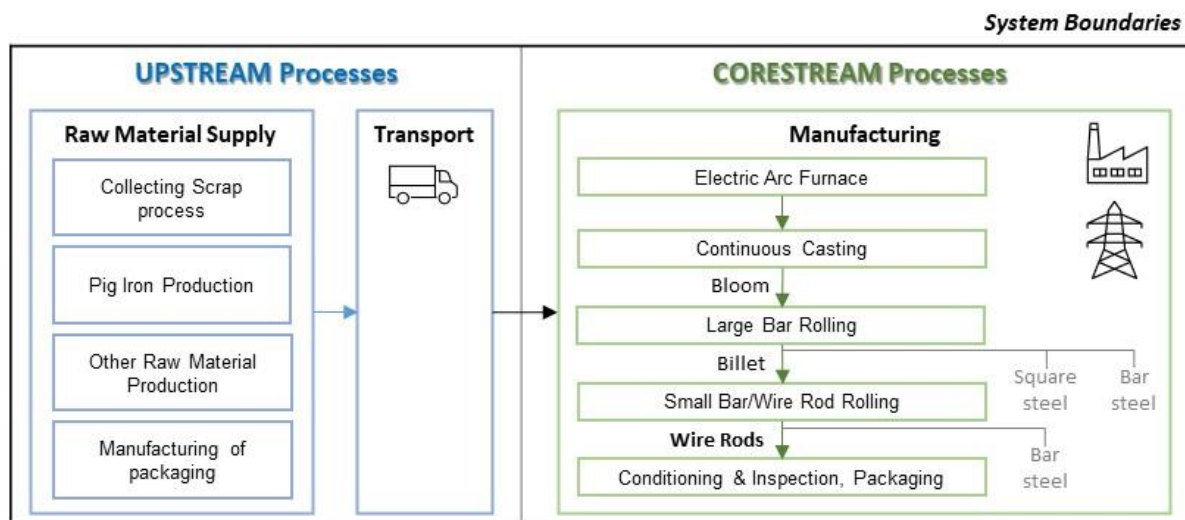 System Boundaries
UPSTREAM Processes
Raw Material Supply
Collecting Scrap
process
Pig Iron Production
Other Raw Material
Production
Manufacturing of
packaging
Transport
CORESTREAM Processes
Manufacturing
Electric Arc Furnace
Continuous Casting
Bloom
Large Bar Rolling
Billet
Square
steel
Bar
steel
Small Bar/Wire Rod Rolling
Wire Rods
Bar
steel
Conditioning & Inspection, Packaging